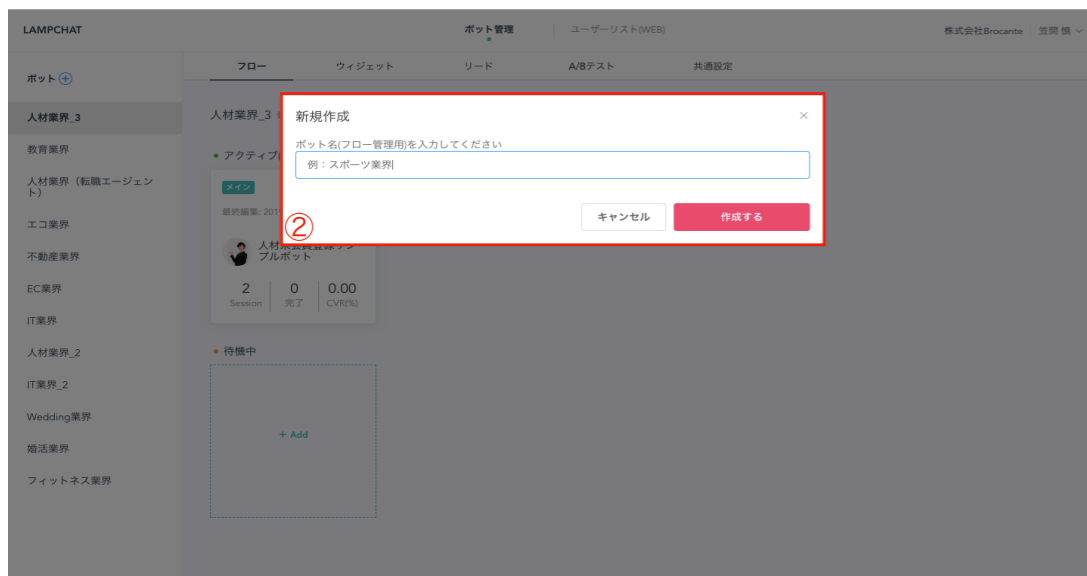 LAMPCHAT
ボット管理
ユーザーリスト(WEB)
株式会社Brocante
笠間 慎
ボット
フロー
ウィジェット
リード
A/Bテスト
共通設定
人材業界_3
教育業界
人材業界（転職エージェン
ト）
エコ業界
不動産業界
EC業界
IT業界
人材業界_2
IT業界_2
Wedding業界
婚活業界
フィットネス業界
人材業界_3
新規作成
×
ボット名(フロー管理用)を入力してください
例：スポーツ業界
キャンセル
作成する
②
アクティブ
メイン
最終編集: 201
プルボット
2
0
0.00
Session
完了
CVR(%)
待機中
+ Add